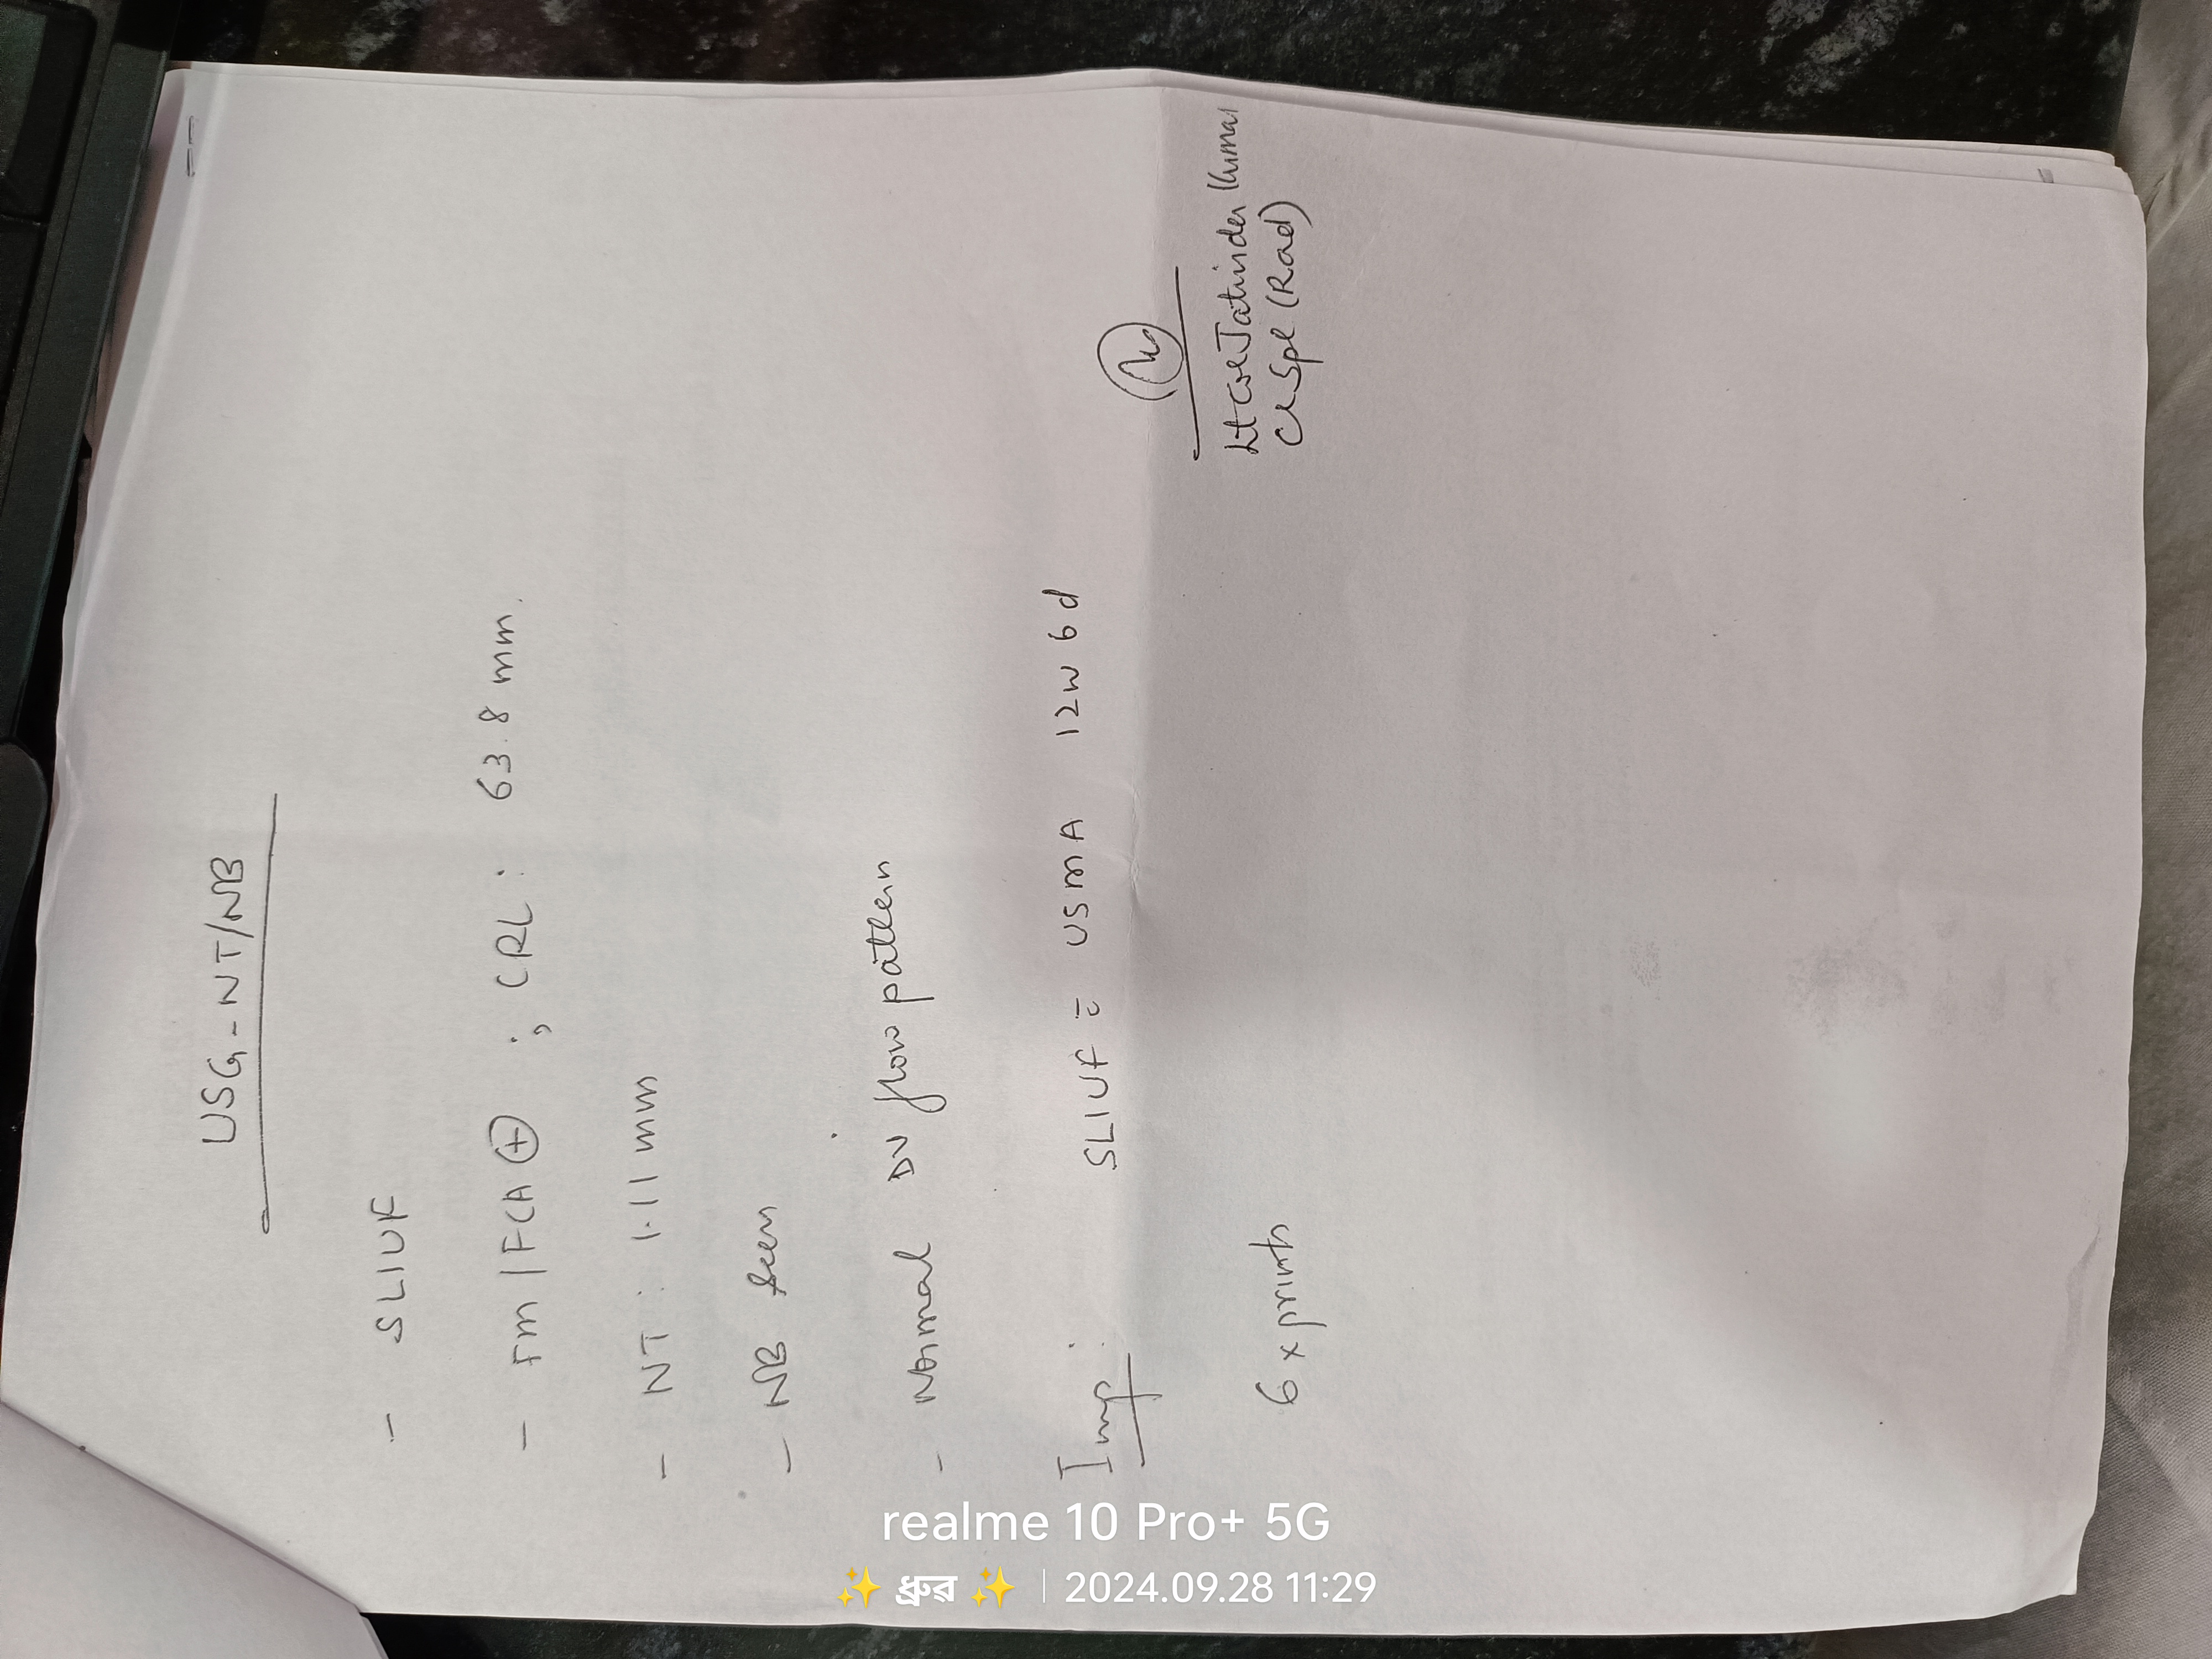 USG - NT/NB
- SLIUF
- FM/FCA ⊕ ; CRL : 63.8 mm.
- NT : 1.11 mm
- NB seen
- Normal DV flow pattern
Imp : SLIUF c̄ USMA 12w 6d
6 x prints
Lt Col Jatinder Kumar
Cl Spl (Rad)
realme 10 Pro+ 5G
✨ ধ্রুৱ ✨ | 2024.09.28 11:29